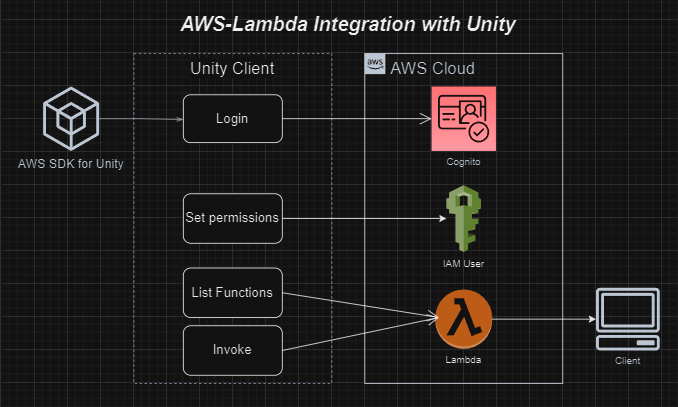 AWS-Lambda Integration with Unity
Unity Client
aws
AWS Cloud
Login
AWS SDK for Unity
Cognito
Set permissions
IAM User
List Functions
Invoke
Lambda
Client